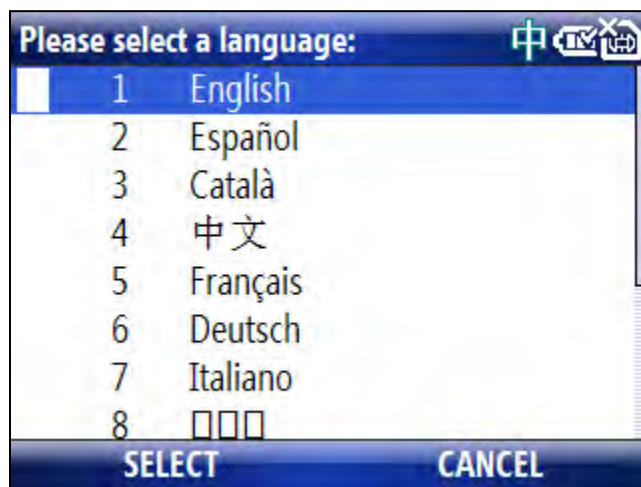 Please select a language: 中
1 English
2 Español
3 Català
4 中文
5 Français
6 Deutsch
7 Italiano
8 □□□
SELECT CANCEL